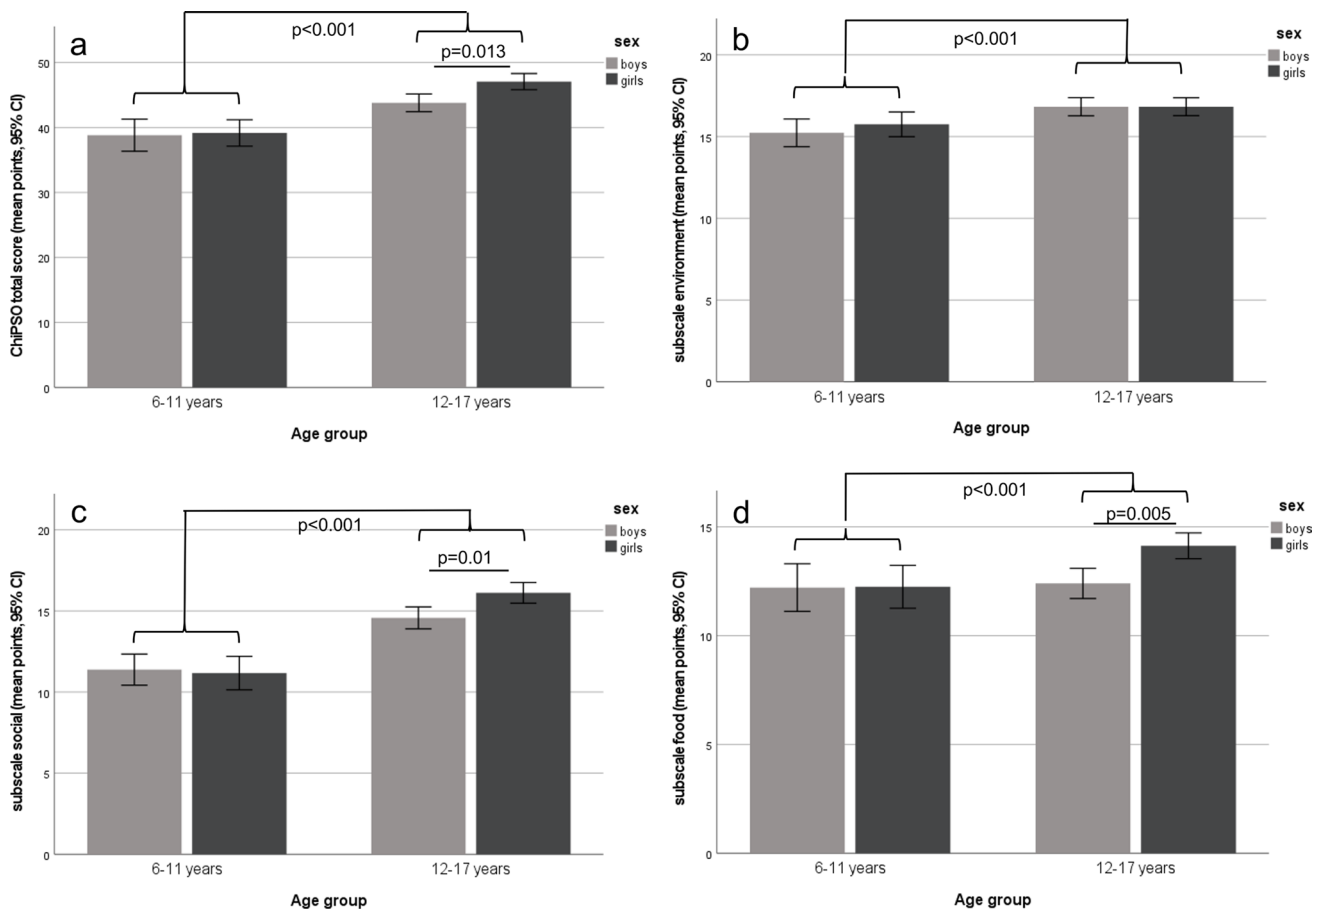 a
p<0.001
p=0.013
sex
boys
girls
ChiPSO total score (mean points, 95% CI)
50
40
30
20
10
0
6-11 years
12-17 years
Age group
b
p<0.001
sex
boys
girls
subscale environment (mean points, 95% CI)
20
15
10
5
0
6-11 years
12-17 years
Age group
c
p<0.001
p=0.01
sex
boys
girls
subscale social (mean points, 95% CI)
20
15
10
5
0
6-11 years
12-17 years
Age group
d
p<0.001
p=0.005
sex
boys
girls
subscale food (mean points, 95% CI)
15
10
5
0
6-11 years
12-17 years
Age group